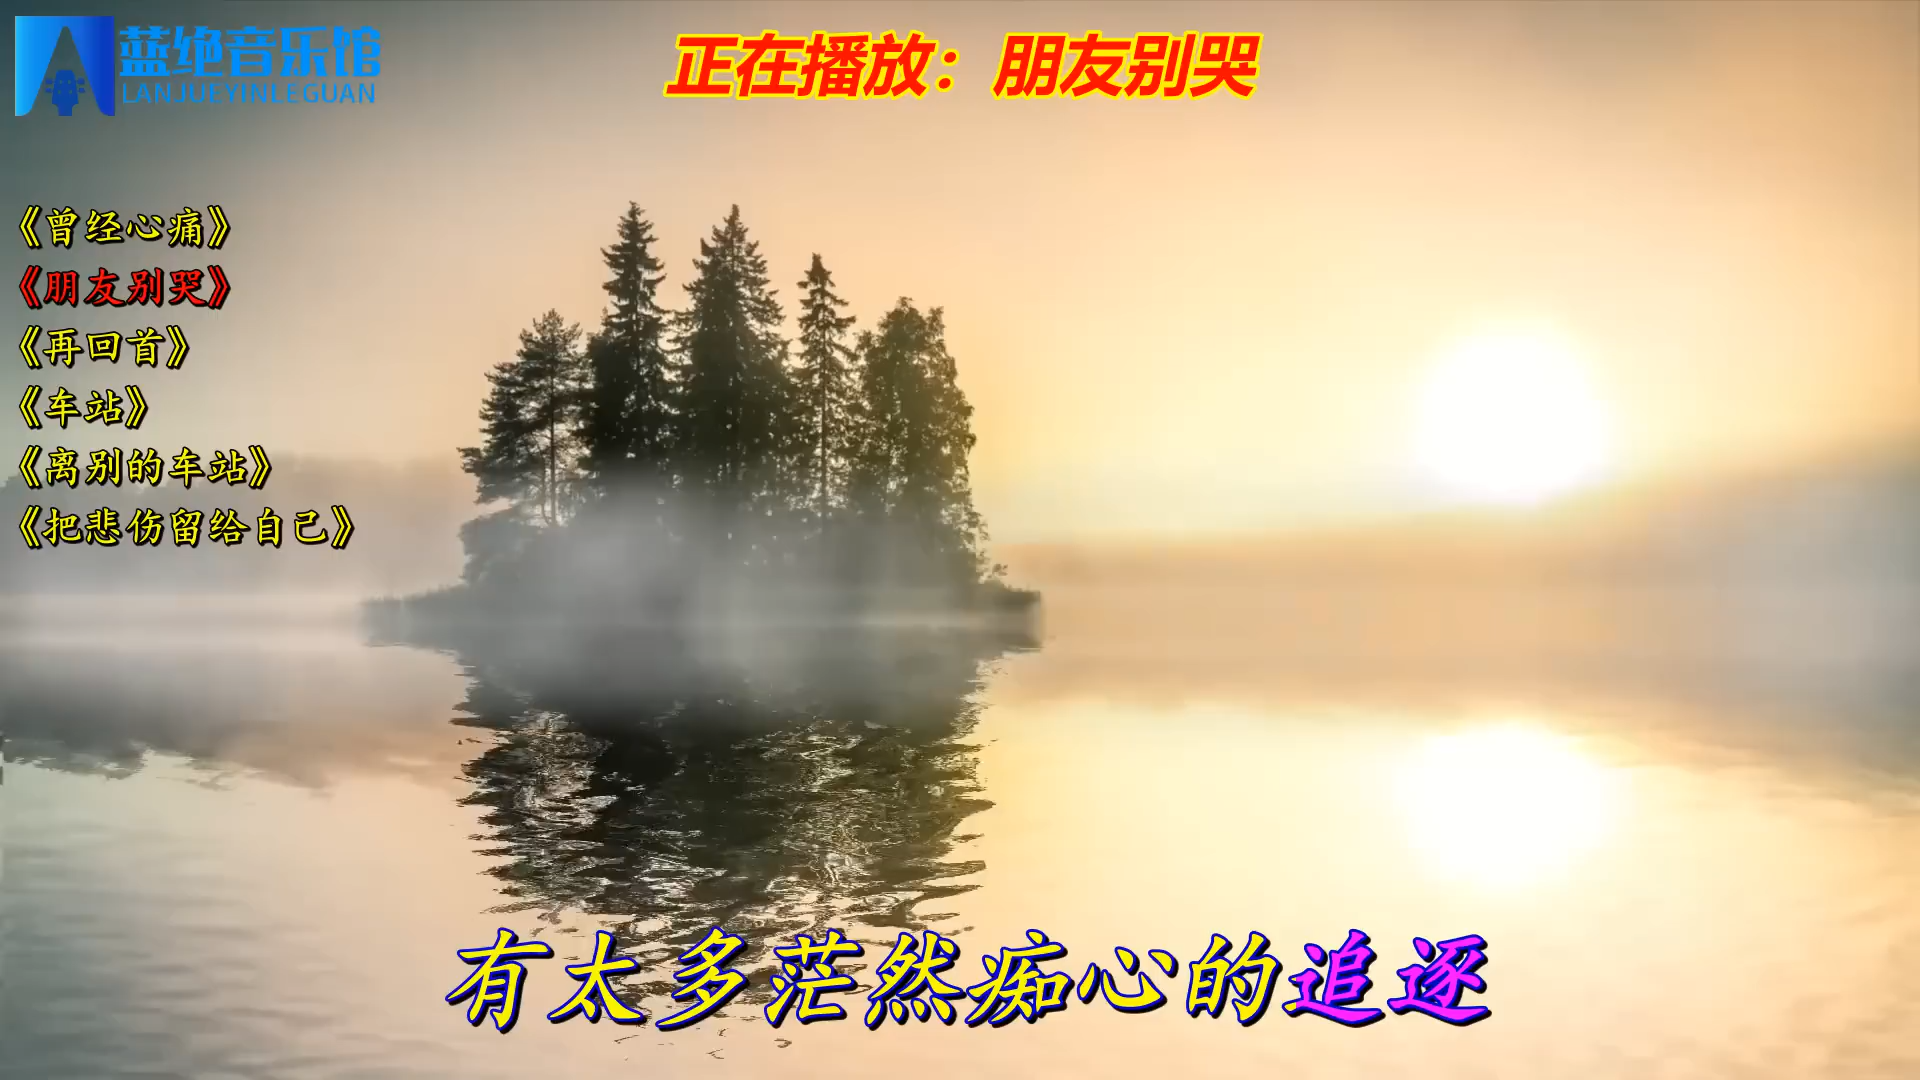 蓝绝音乐馆
LANJUEYINLEGUAN
正在播放：朋友别哭
《曾经心痛》
《朋友别哭》
《再回首》
《车站》
《离别的车站》
《把悲伤留给自己》
有太多茫然痴心的追逐